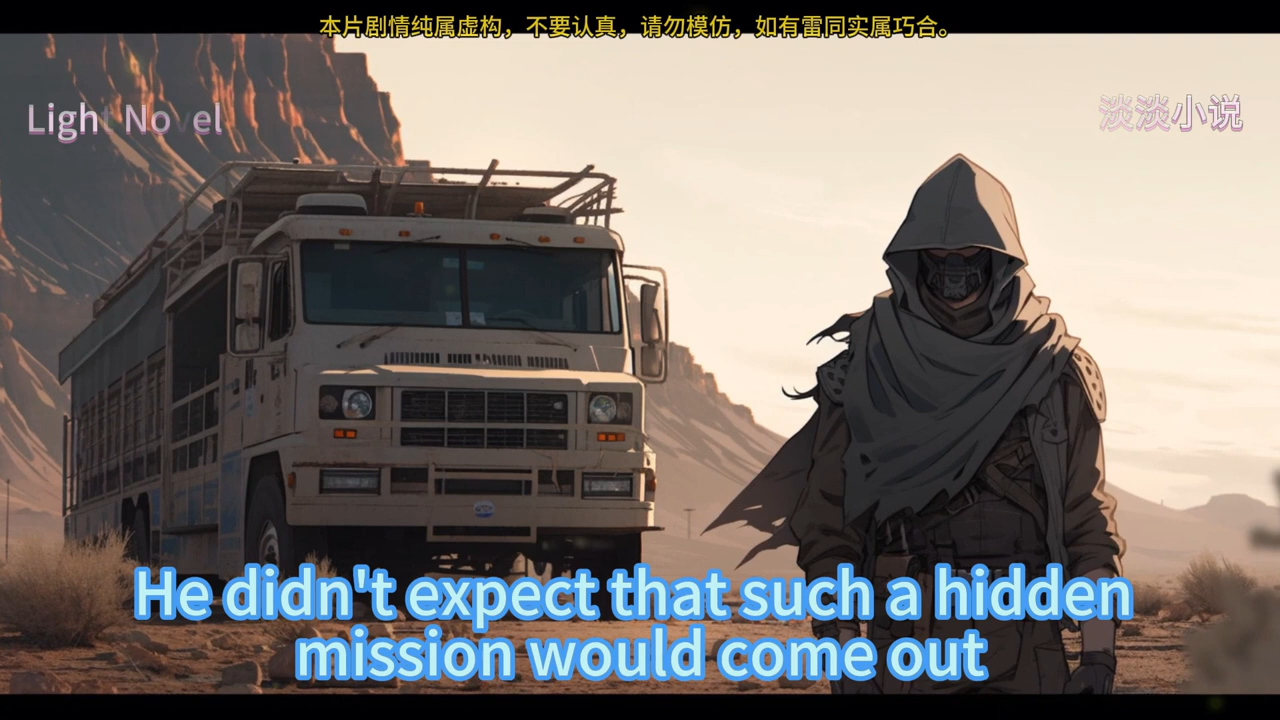 本片剧情纯属虚构，不要认真，请勿模仿，如有雷同实属巧合。
Light Novel
淡淡小说
He didn't expect that such a hidden
mission would come out